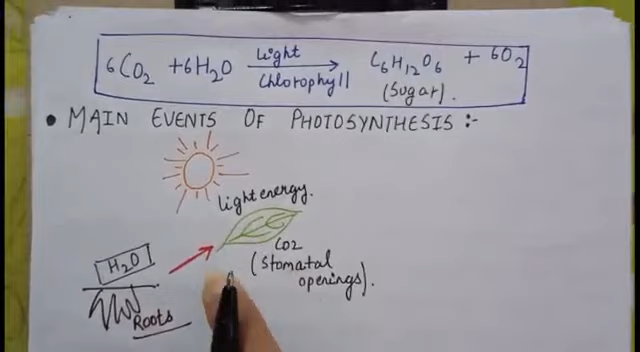 6CO2 + 6H2O Light Chlorophyll C6H12O6 + 6O2
(Sugar).
• MAIN EVENTS OF PHOTOSYNTHESIS :-
Light energy.
H2O
CO2
(Stomatal
openings).
Roots